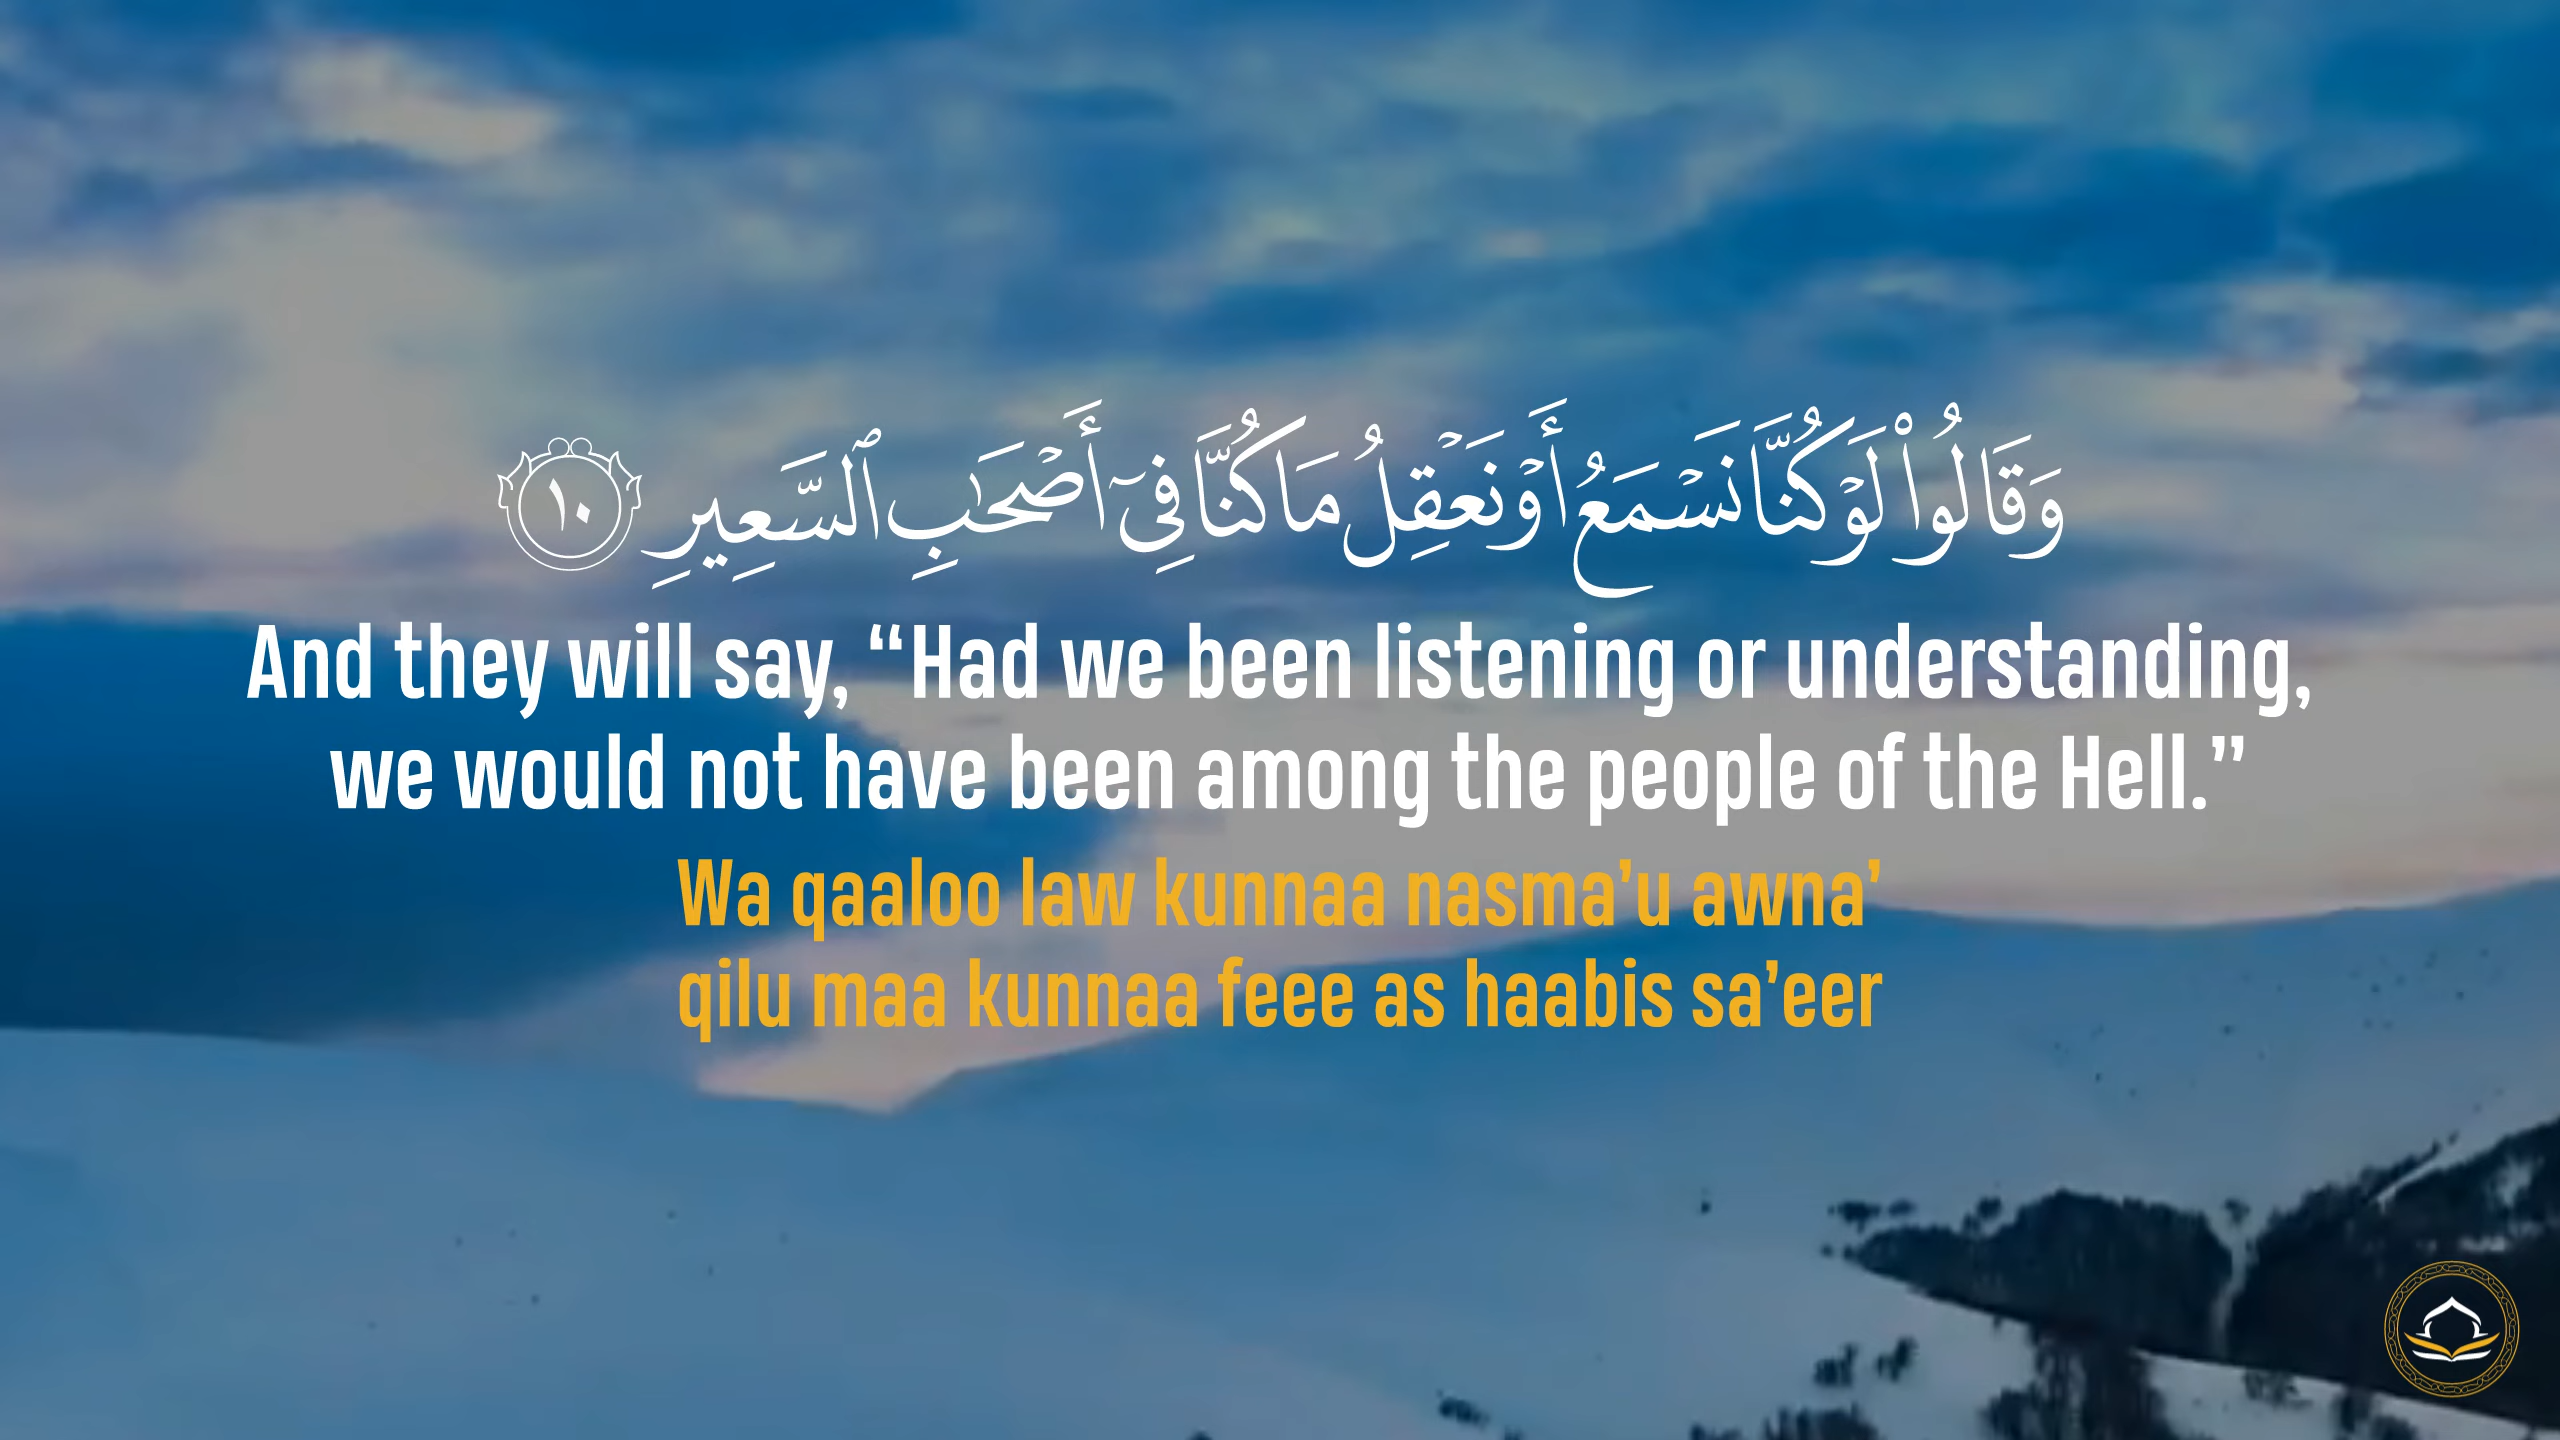 وَقَالُوا۟ لَوْ كُنَّا نَسْمَعُ أَوْ نَعْقِلُ مَا كُنَّا فِىٓ أَصْحَـٰبِ ٱلسَّعِيرِ ١٠
And they will say, “Had we been listening or understanding,
we would not have been among the people of the Hell.”
Wa qaaloo law kunnaa nasma’u awna’
qilu maa kunnaa feee as haabis sa’eer